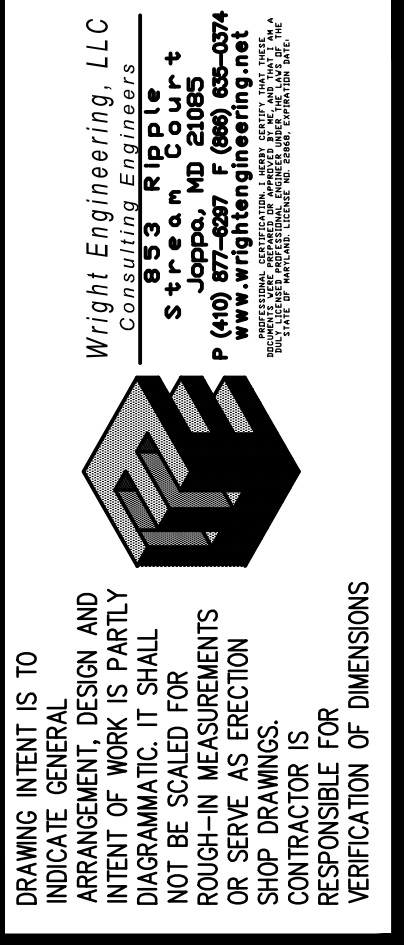 DRAWING INTENT IS TO
INDICATE GENERAL
ARRANGEMENT, DESIGN AND
INTENT OF WORK IS PARTLY
DIAGRAMMATIC. IT SHALL
NOT BE SCALED FOR
ROUGH-IN MEASUREMENTS
OR SERVE AS ERECTION
SHOP DRAWINGS.
CONTRACTOR IS
RESPONSIBLE FOR
VERIFICATION OF DIMENSIONS
Wright Engineering, LLC
Consulting Engineers
853 Ripple
Stream Court
Joppa, MD 21085
P (410) 877-6297 F (866) 635-0374
www.wrightengineering.net
PROFESSIONAL CERTIFICATION. I HERBY CERTIFY THAT THESE
DOCUMENTS WERE PREPARED OR APPROVED BY ME, AND THAT I AM A
DULY LICENSED PROFESSIONAL ENGINEER UNDER THE LAWS OF THE
STATE OF MARYLAND. LICENSE NO. 22868, EXPIRATION DATE: